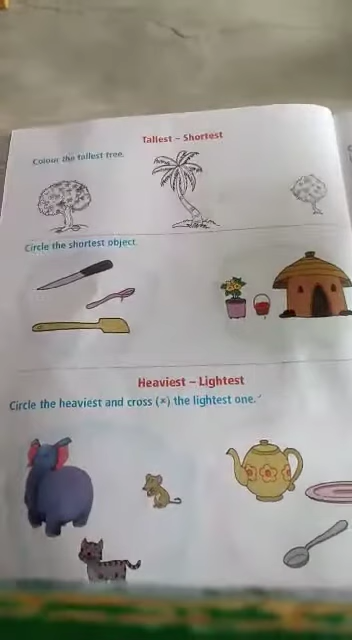 Tallest – Shortest
Colour the tallest tree.
Circle the shortest object.
Heaviest – Lightest
Circle the heaviest and cross (×) the lightest one.